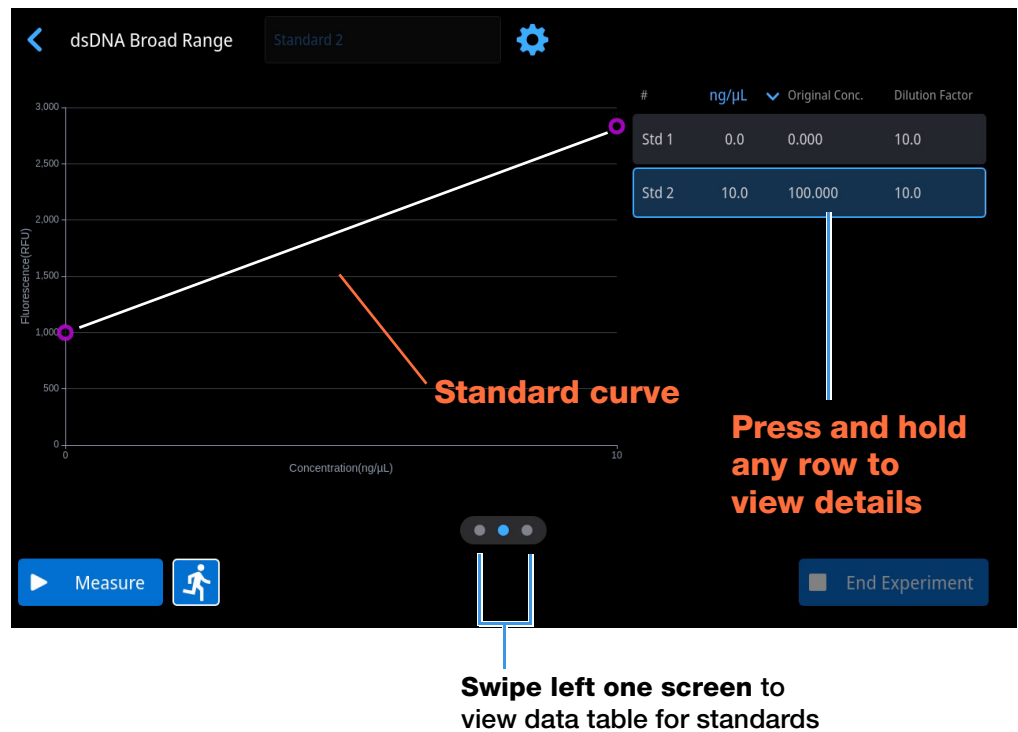 dsDNA Broad Range
Standard 2
# ng/µL Original Conc. Dilution Factor
Std 1 0.0 0.000 10.0
Std 2 10.0 100.000 10.0
3,000
2,500
2,000
1,500
1,000
500
0
Fluorescence(RFU)
0 10
Concentration(ng/µL)
Standard curve
Press and hold
any row to
view details
Measure
End Experiment
Swipe left one screen to
view data table for standards